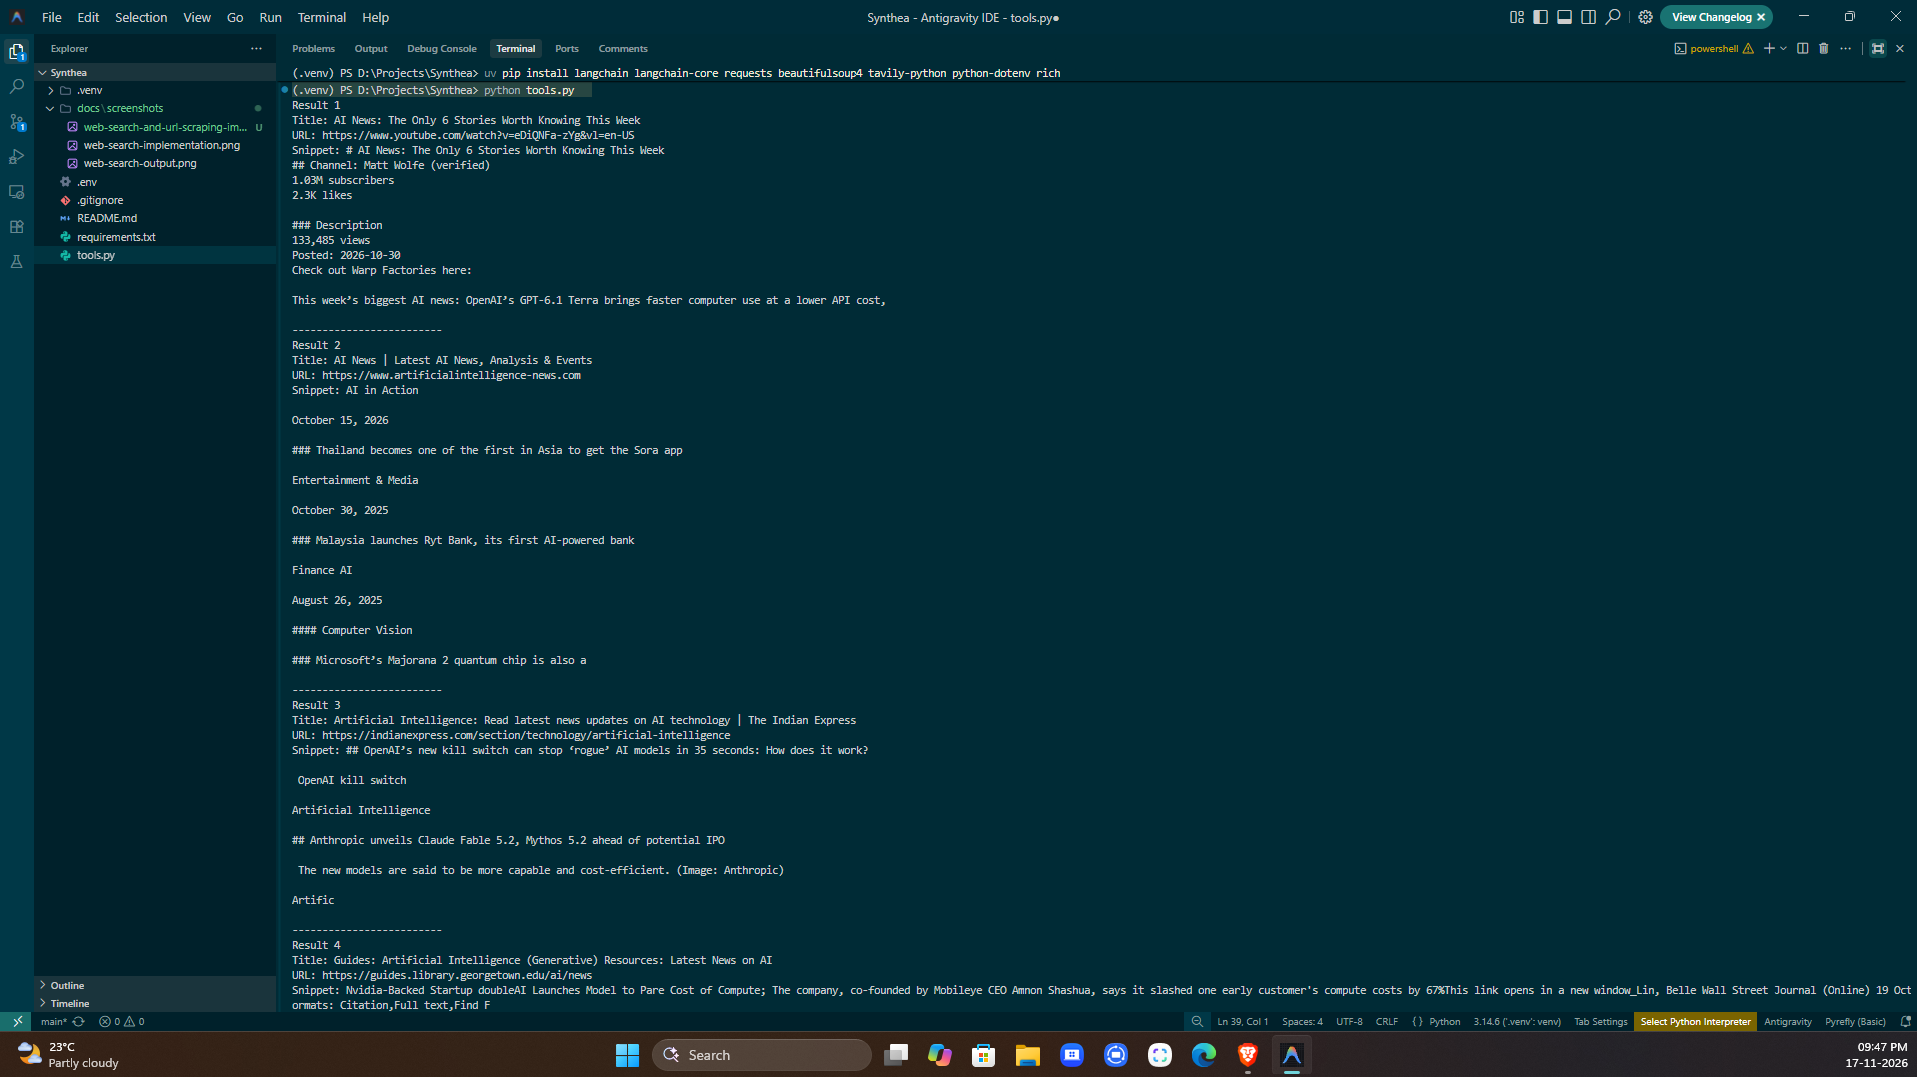 File Edit Selection View Go Run Terminal Help
Synthea - Antigravity IDE - tools.py●
View Changelog ×
Explorer
Problems Output Debug Console Terminal Ports Comments
powershell
Synthea
.venv
docs\screenshots
web-search-and-url-scraping-im... U
web-search-implementation.png
web-search-output.png
.env
.gitignore
README.md
requirements.txt
tools.py
Outline
Timeline
(.venv) PS D:\Projects\Synthea> uv pip install langchain langchain-core requests beautifulsoup4 tavily-python python-dotenv rich
(.venv) PS D:\Projects\Synthea> python tools.py
Result 1
Title: AI News: The Only 6 Stories Worth Knowing This Week
URL: https://www.youtube.com/watch?v=eDiQNFa-zYg&vl=en-US
Snippet: # AI News: The Only 6 Stories Worth Knowing This Week
## Channel: Matt Wolfe (verified)
1.03M subscribers
2.3K likes
### Description
133,485 views
Posted: 2026-10-30
Check out Warp Factories here:
This week’s biggest AI news: OpenAI’s GPT-6.1 Terra brings faster computer use at a lower API cost,
-------------------------
Result 2
Title: AI News | Latest AI News, Analysis & Events
URL: https://www.artificialintelligence-news.com
Snippet: AI in Action
October 15, 2026
### Thailand becomes one of the first in Asia to get the Sora app
Entertainment & Media
October 30, 2025
### Malaysia launches Ryt Bank, its first AI-powered bank
Finance AI
August 26, 2025
#### Computer Vision
### Microsoft’s Majorana 2 quantum chip is also a
-------------------------
Result 3
Title: Artificial Intelligence: Read latest news updates on AI technology | The Indian Express
URL: https://indianexpress.com/section/technology/artificial-intelligence
Snippet: ## OpenAI’s new kill switch can stop ‘rogue’ AI models in 35 seconds: How does it work?
OpenAI kill switch
Artificial Intelligence
## Anthropic unveils Claude Fable 5.2, Mythos 5.2 ahead of potential IPO
The new models are said to be more capable and cost-efficient. (Image: Anthropic)
Artific
-------------------------
Result 4
Title: Guides: Artificial Intelligence (Generative) Resources: Latest News on AI
URL: https://guides.library.georgetown.edu/ai/news
Snippet: Nvidia-Backed Startup doubleAI Launches Model to Pare Cost of Compute; The company, co-founded by Mobileye CEO Amnon Shashua, says it slashed one early customer's compute costs by 67%This link opens in a new window_Lin, Belle Wall Street Journal (Online) 19 Oct
ormats: Citation,Full text,Find F
main* 0 0
Ln 39, Col 1 Spaces: 4 UTF-8 CRLF {} Python 3.14.6 ('.venv': venv) Tab Settings Select Python Interpreter Antigravity Pyrefly (Basic)
23°C
Partly cloudy
Search
09:47 PM
17-11-2026